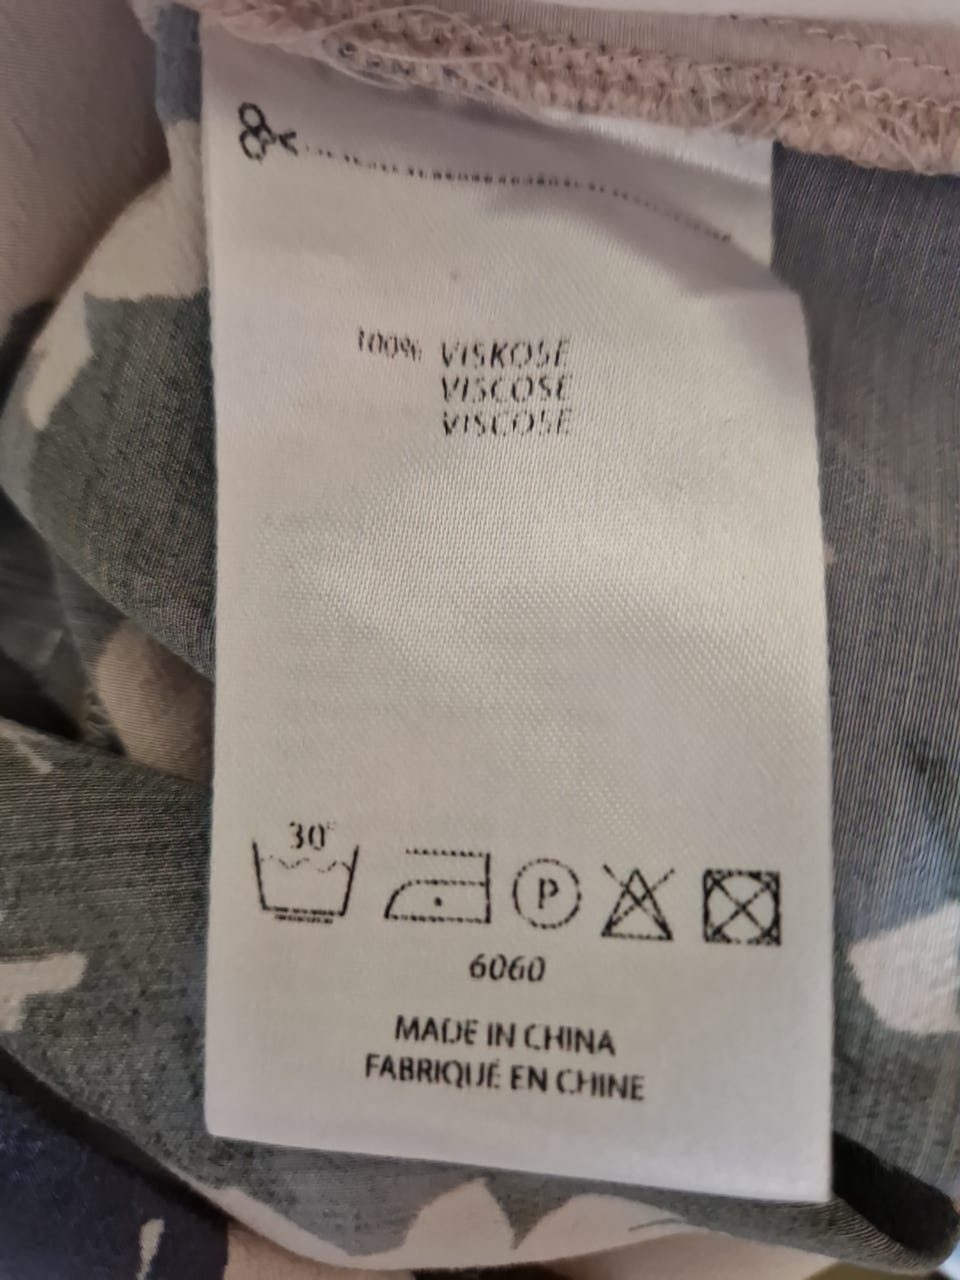 100% VISKOSE
VISCOSE
VISCOSE
30°
P
6060
MADE IN CHINA
FABRIQUÉ EN CHINE